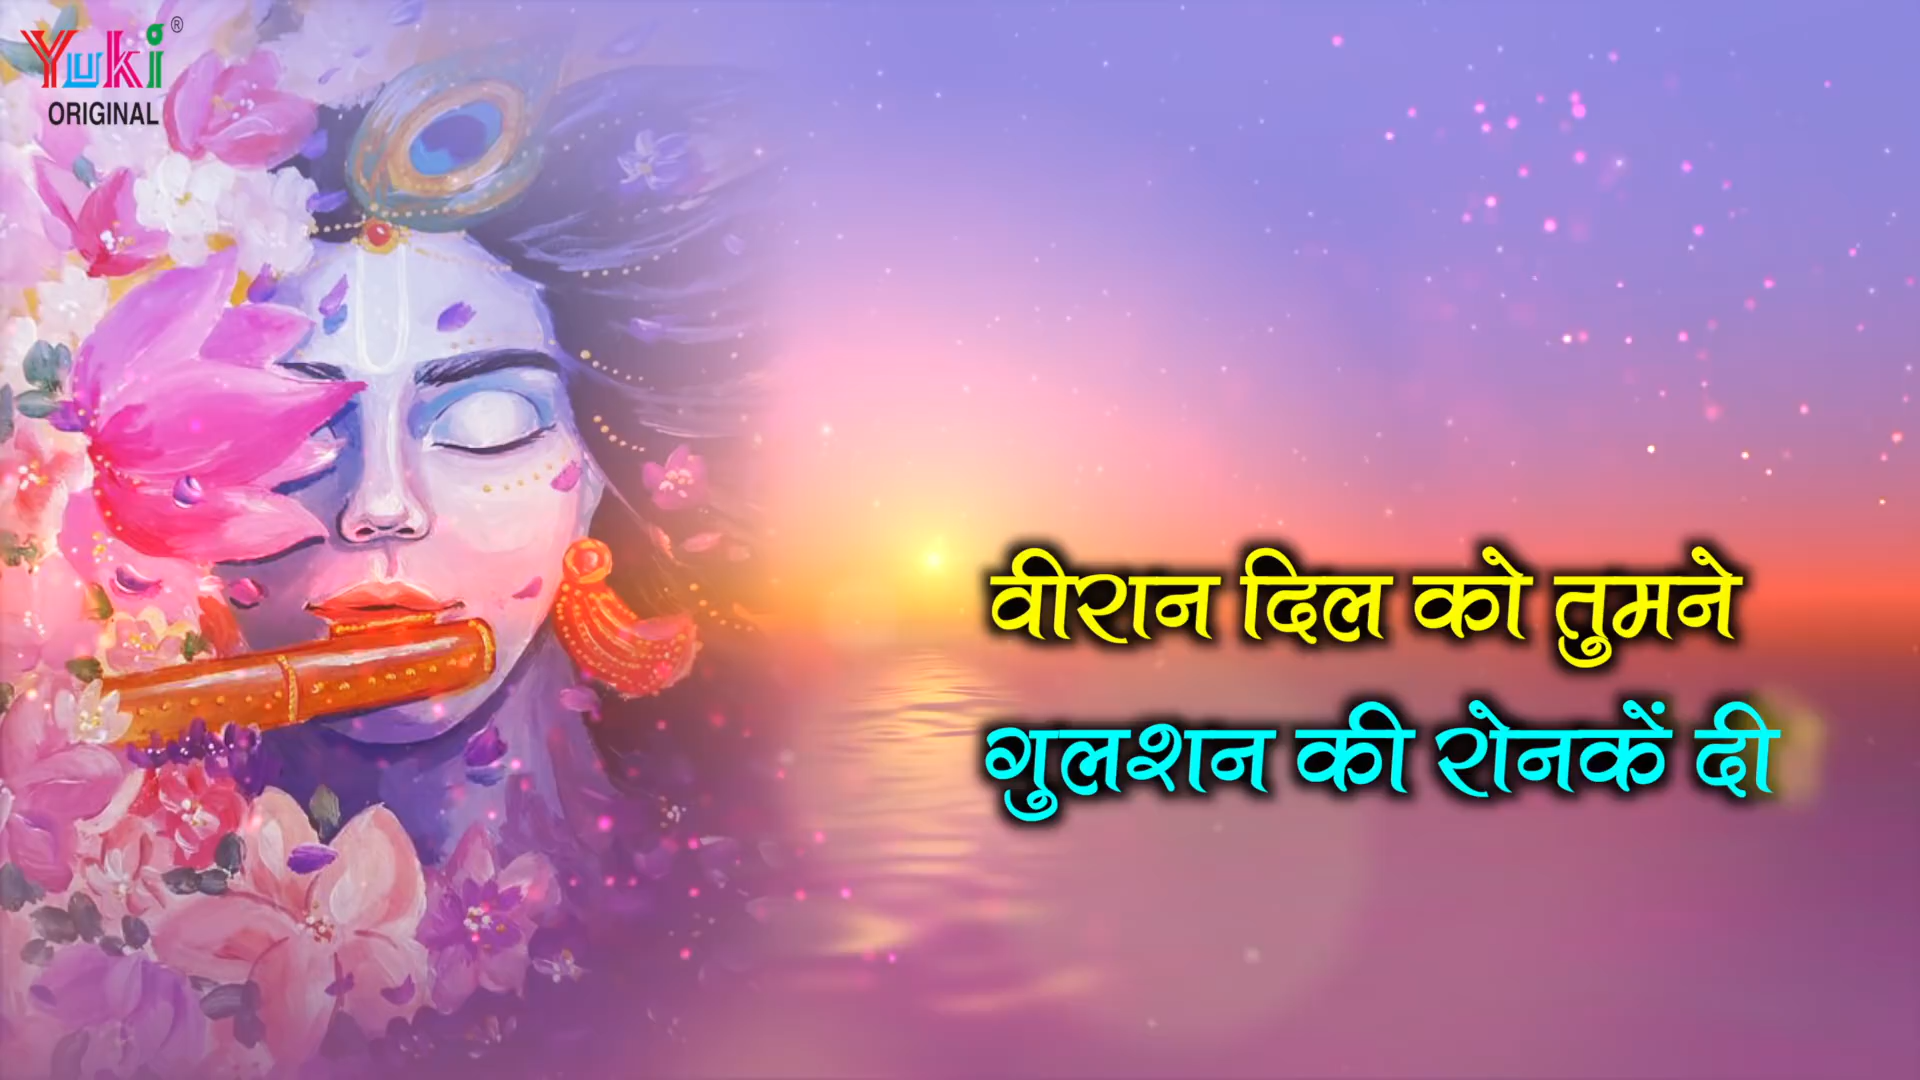 Yuki®
ORIGINAL
वीरान दिल को तुमने
गुलशन की रोनकें दी